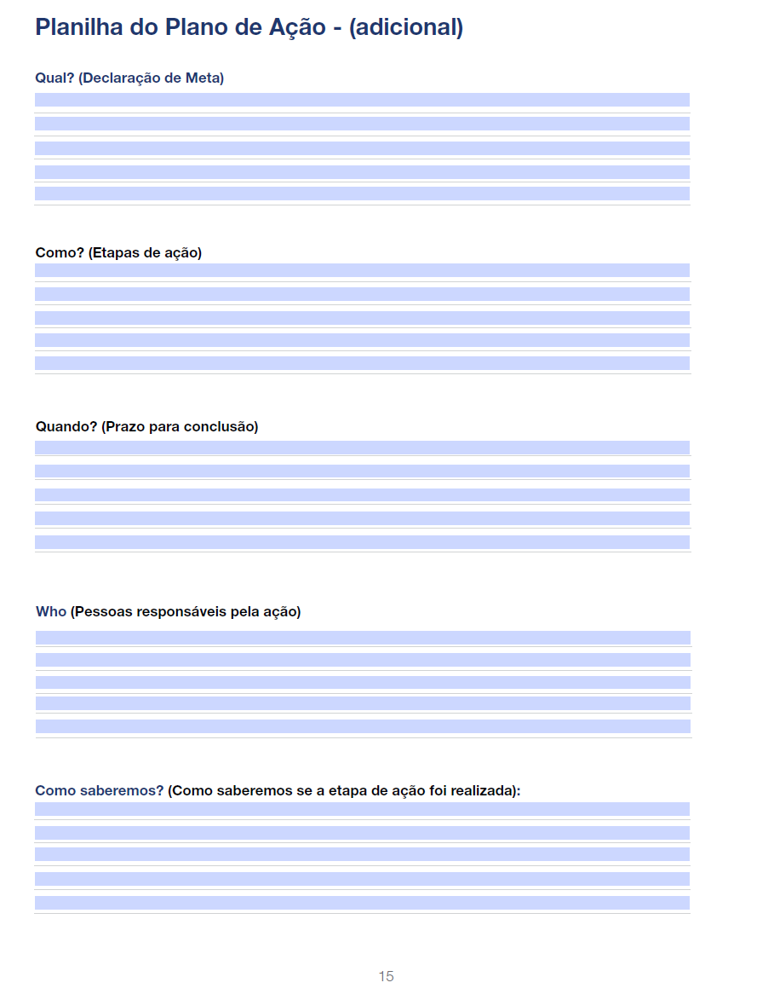 Planilha do Plano de Ação - (adicional)
Qual? (Declaração de Meta)
Como? (Etapas de ação)
Quando? (Prazo para conclusão)
Who (Pessoas responsáveis pela ação)
Como saberemos? (Como saberemos se a etapa de ação foi realizada):
15